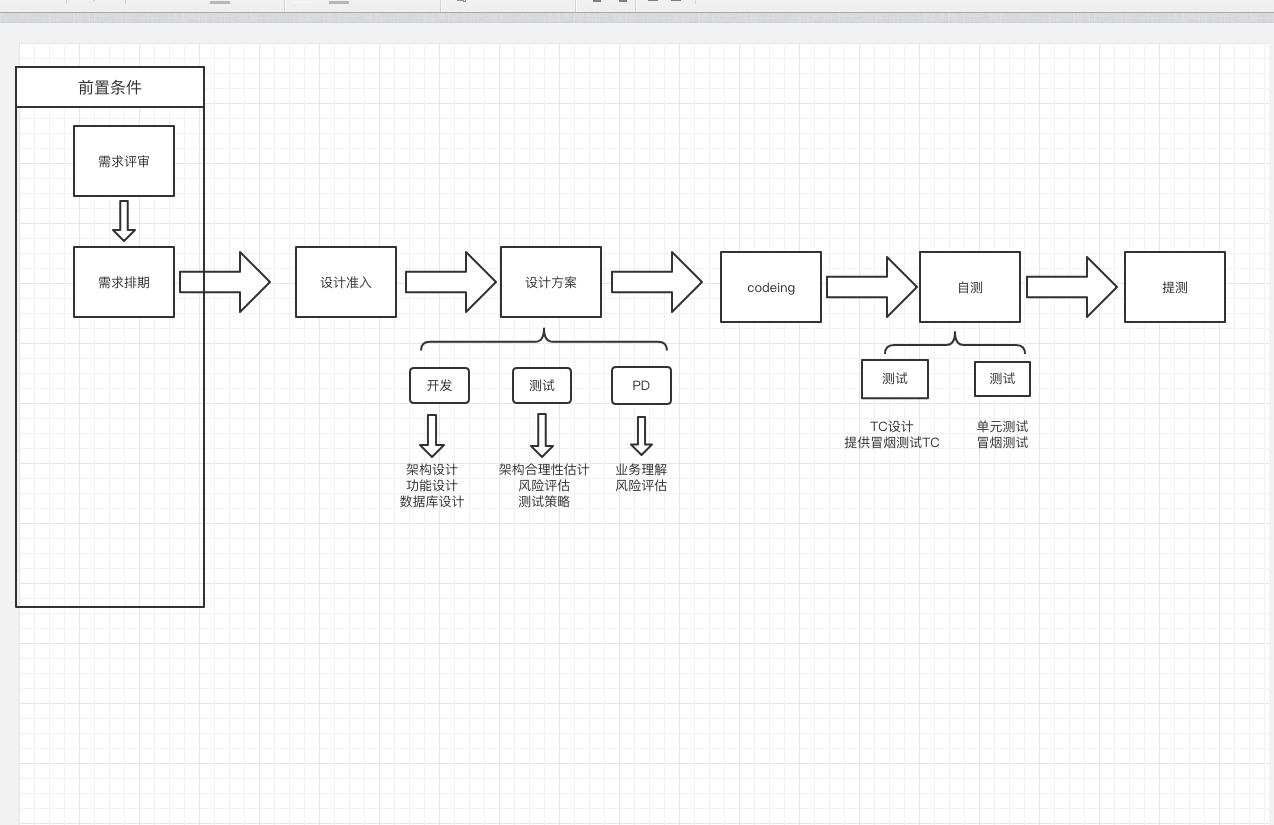 前置条件
需求评审
需求排期
设计准入
设计方案
codeing
自测
提测
开发
测试
PD
测试
测试
架构设计
功能设计
数据库设计
架构合理性估计
风险评估
测试策略
业务理解
风险评估
TC设计
提供冒烟测试TC
单元测试
冒烟测试